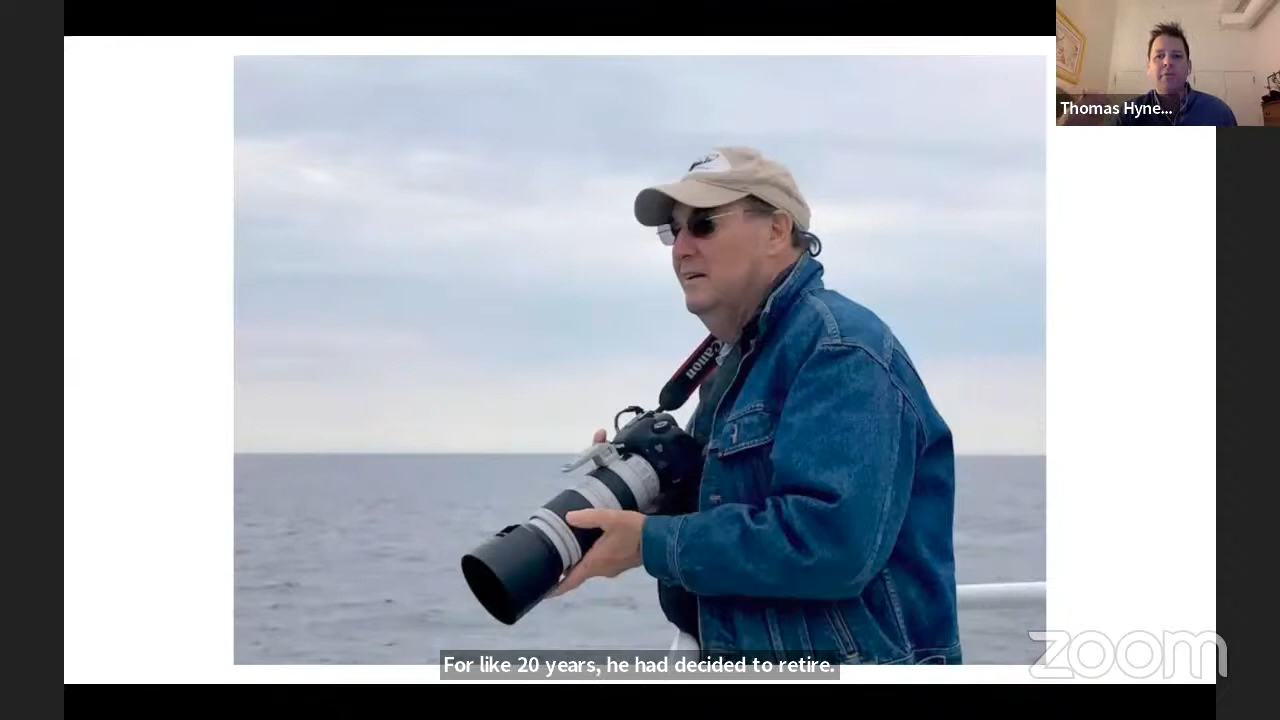 Thomas Hyne...
Canon
For like 20 years, he had decided to retire.
zoom